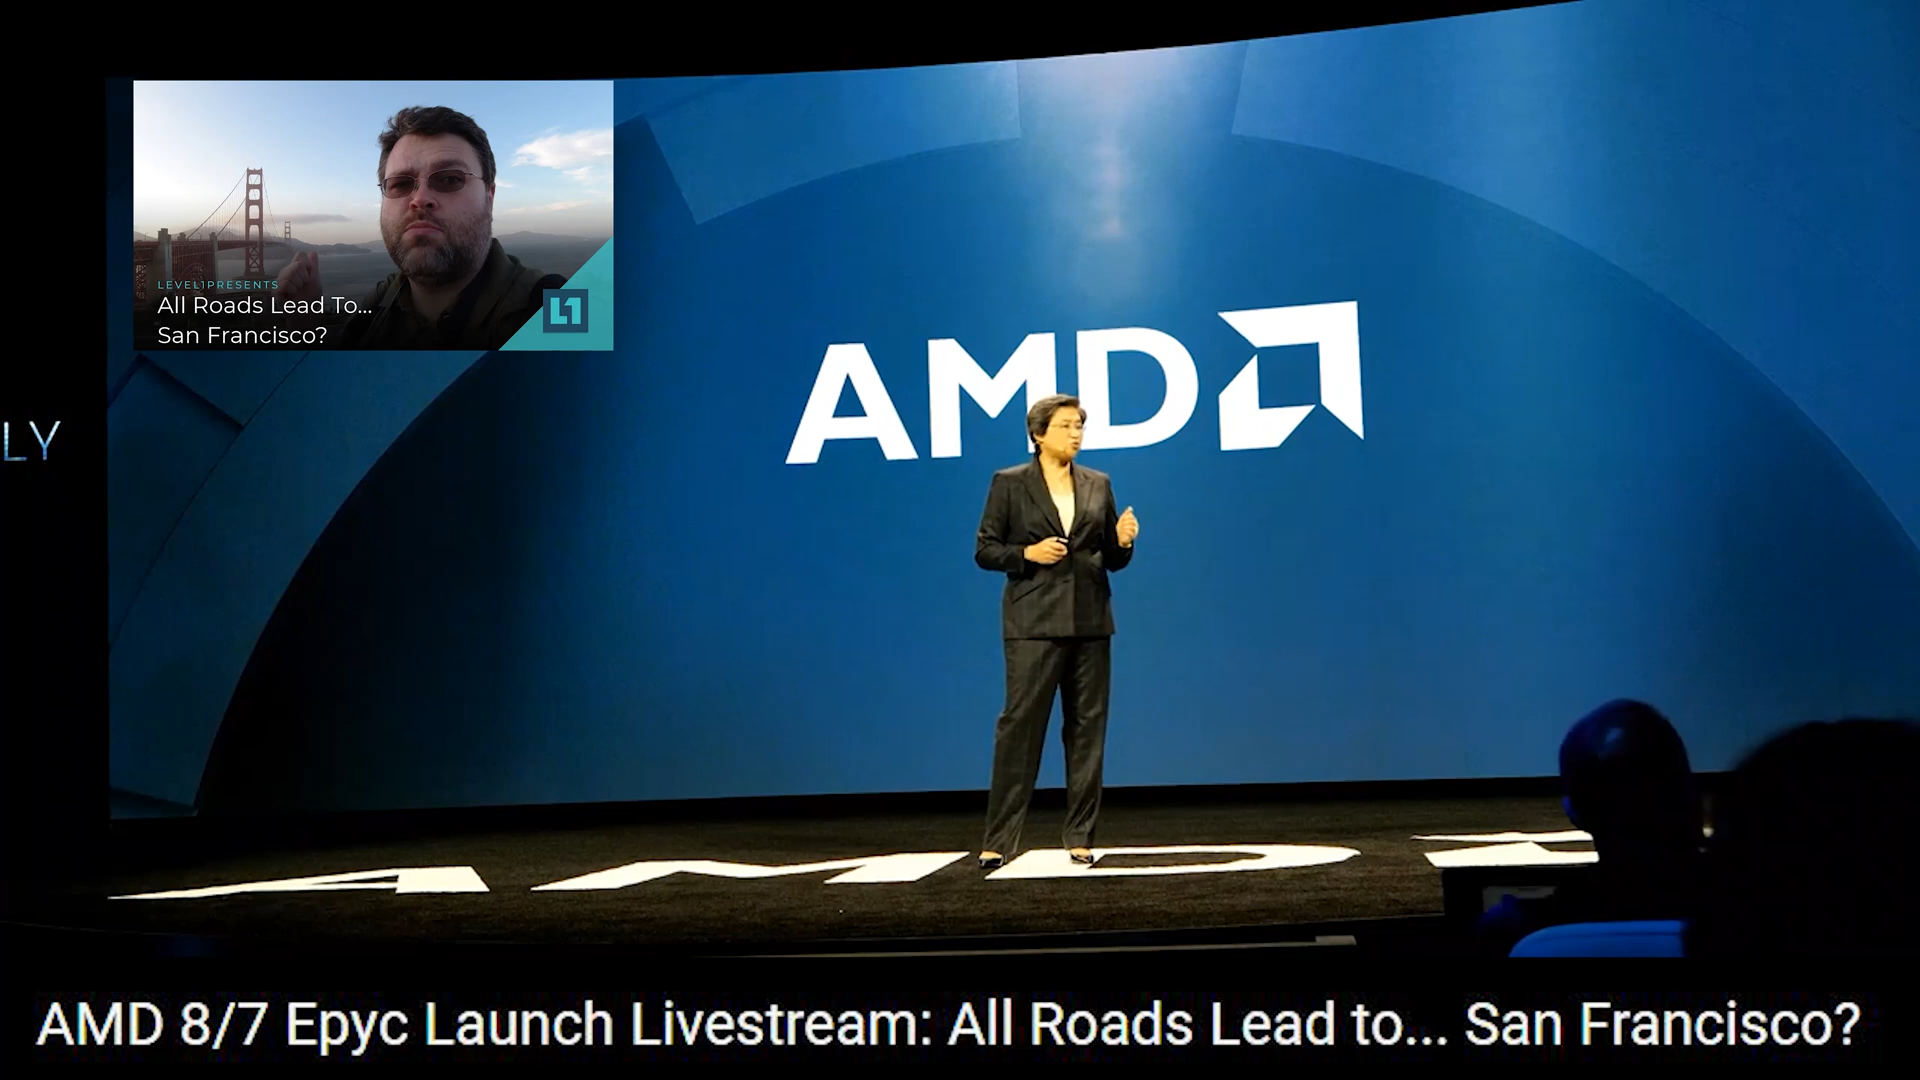 LEVEL1PRESENTS
All Roads Lead To...
San Francisco?
L1
LY
AMD
AMD
AMD 8/7 Epyc Launch Livestream: All Roads Lead to... San Francisco?